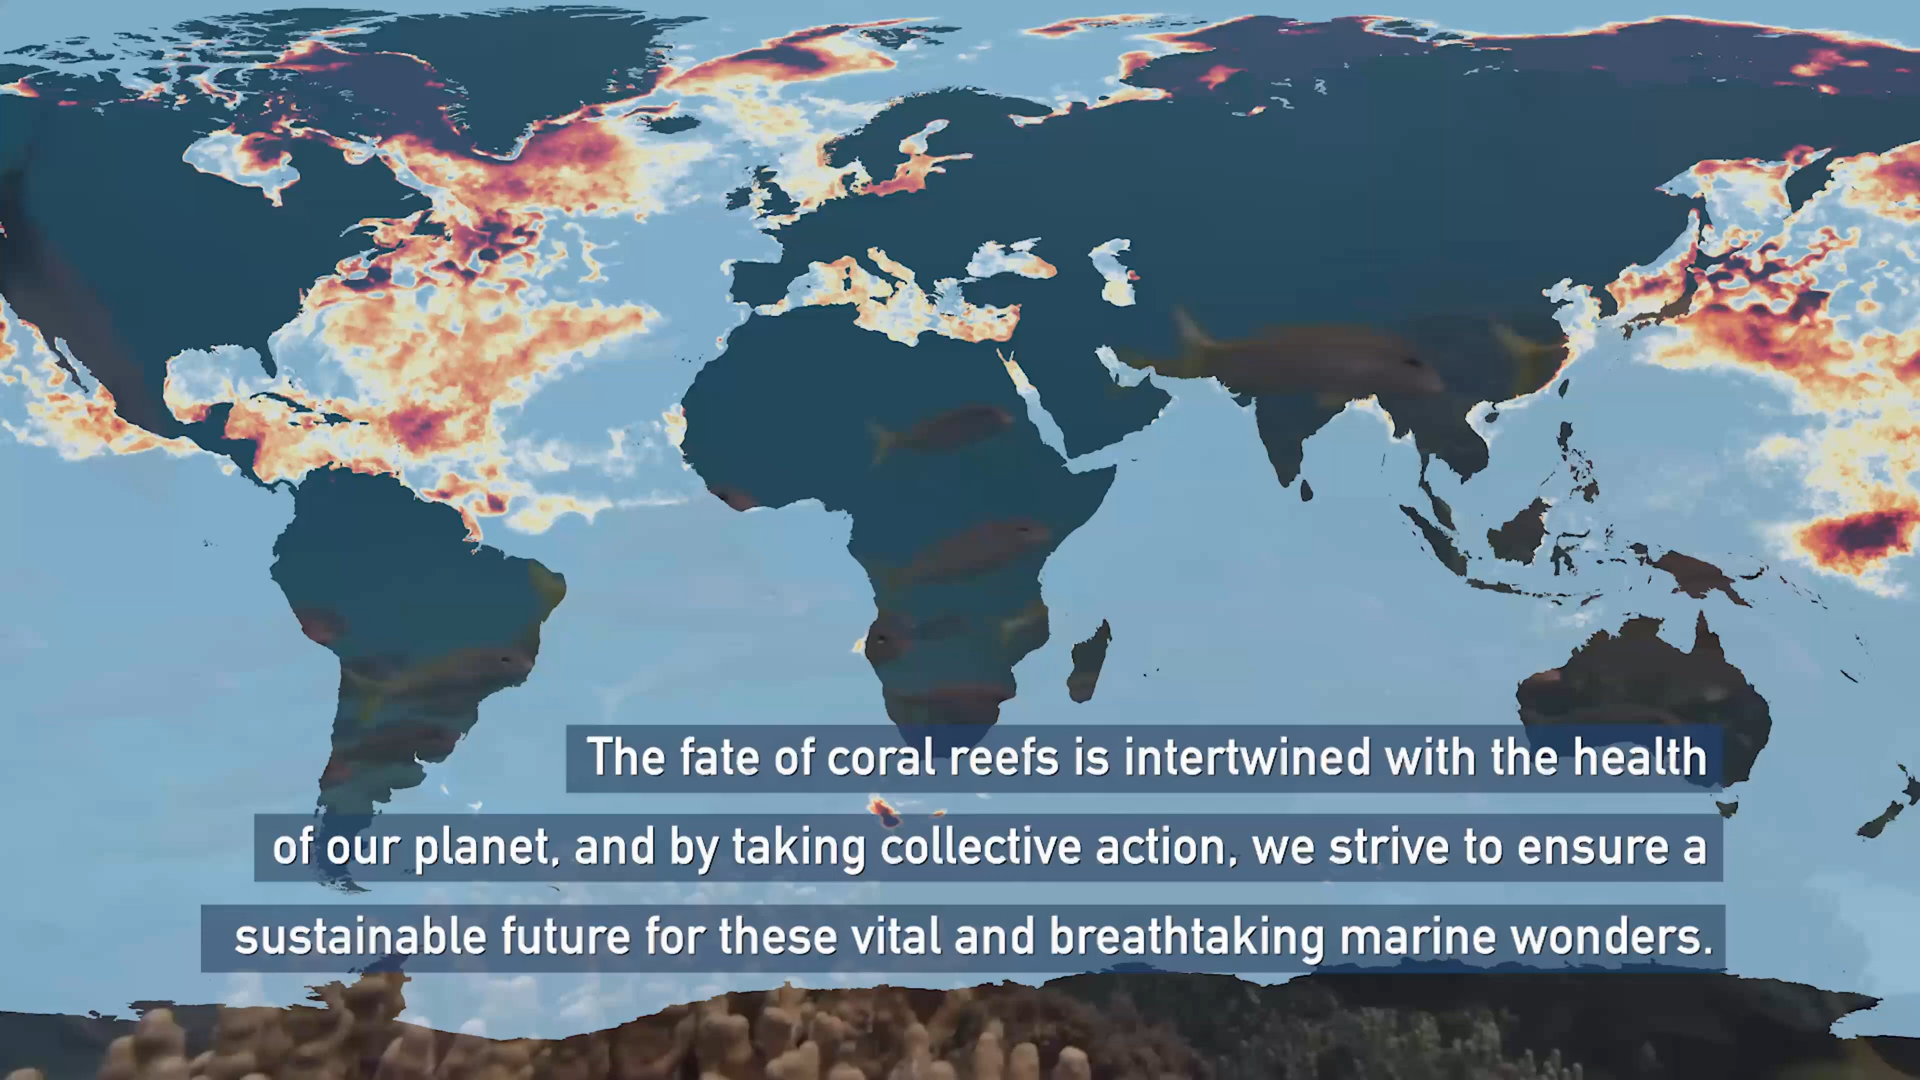 The fate of coral reefs is intertwined with the health
of our planet, and by taking collective action, we strive to ensure a
sustainable future for these vital and breathtaking marine wonders.